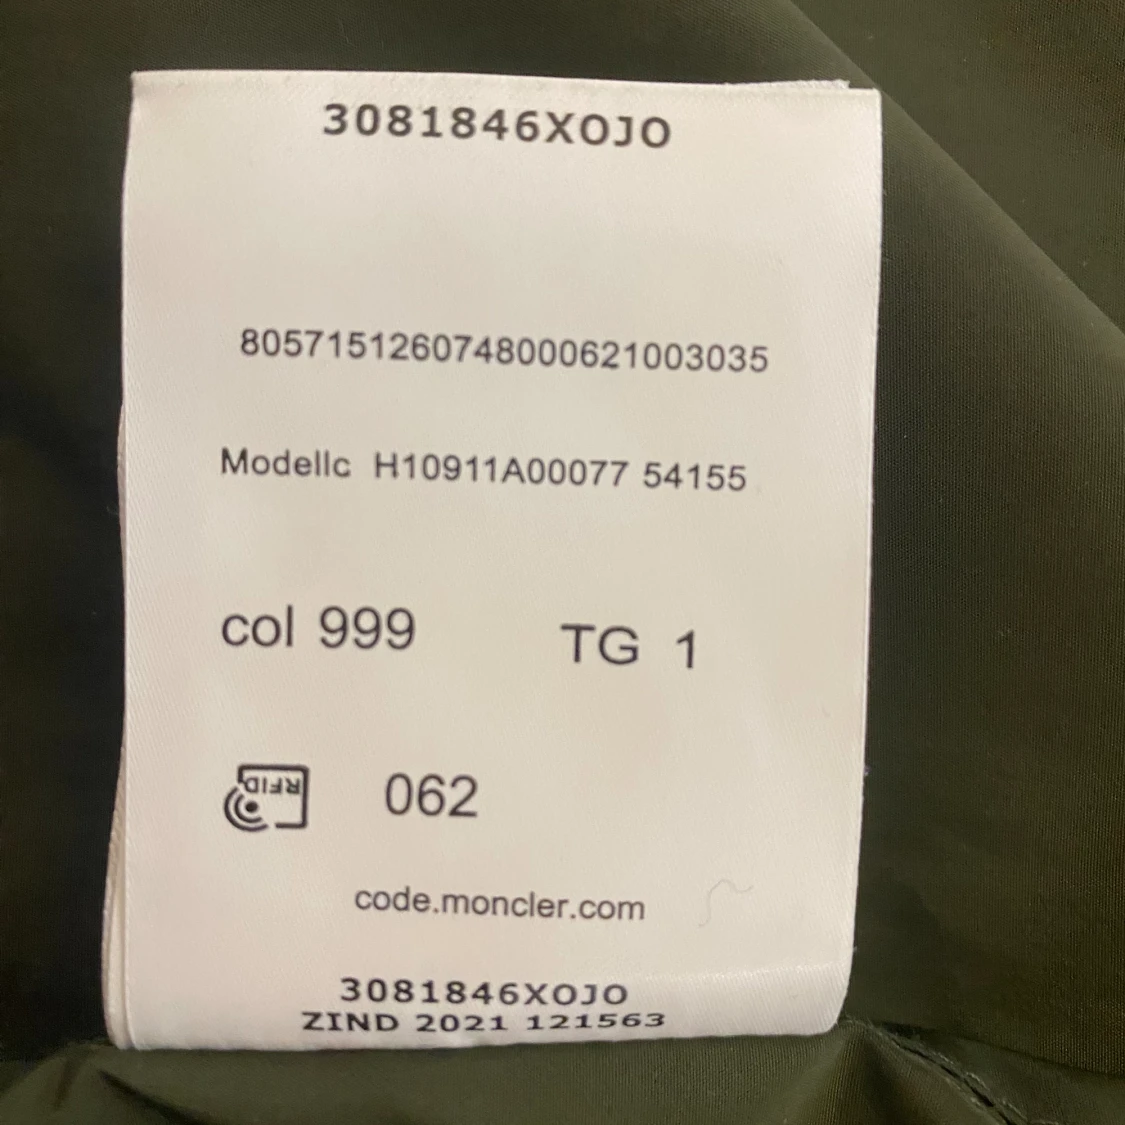 3081846XOJO
8057151260748000621003035
Modellc H10911A00077 54155
col 999 TG 1
RFID 062
code.moncler.com
3081846XOJO
ZIND 2021 121563